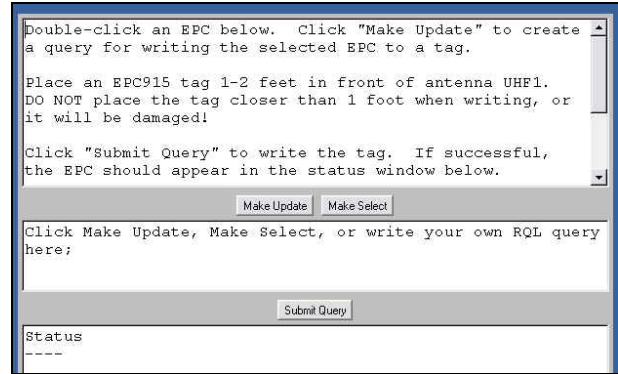 Double-click an EPC below.  Click "Make Update" to create
a query for writing the selected EPC to a tag.
Place an EPC915 tag 1-2 feet in front of antenna UHF1.
DO NOT place the tag closer than 1 foot when writing, or
it will be damaged!
Click "Submit Query" to write the tag.  If successful,
the EPC should appear in the status window below.
Make Update Make Select
Click Make Update, Make Select, or write your own RQL query
here;
Submit Query
Status
----